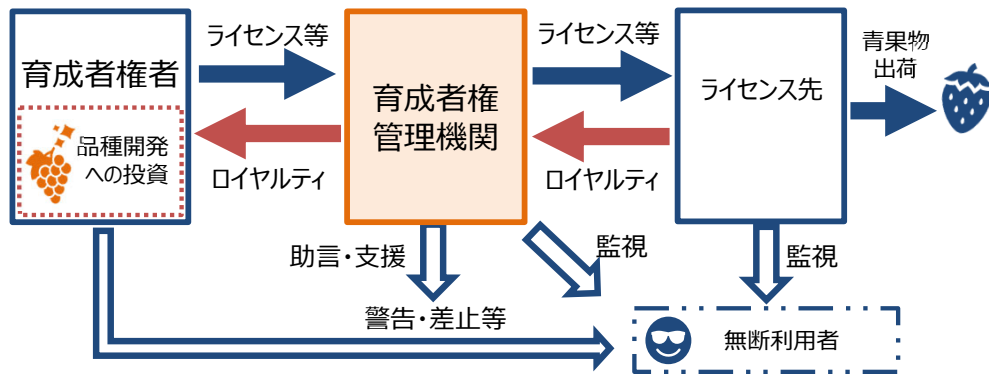 育成者権者
品種開発
への投資
ライセンス等
ロイヤルティ
育成者権
管理機関
ライセンス等
ロイヤルティ
ライセンス先
青果物
出荷
助言・支援
監視
監視
警告・差止等
無断利用者